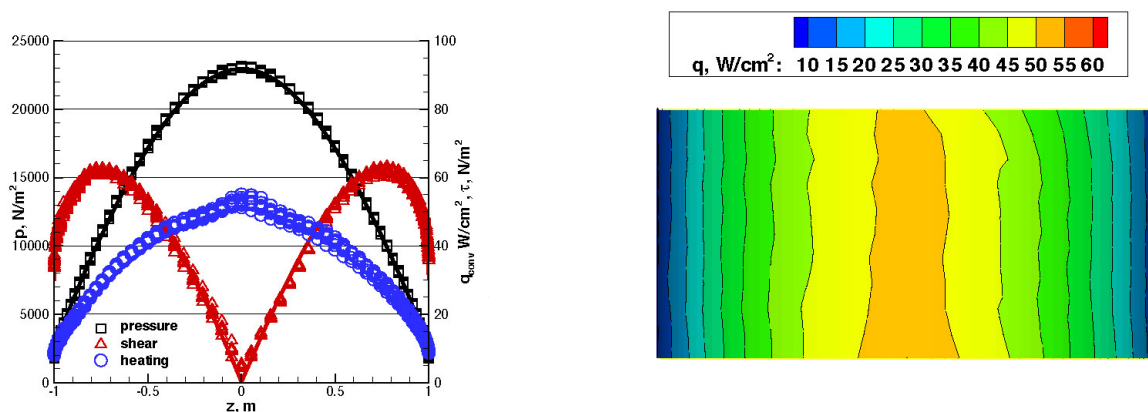 25000
20000
15000
10000
5000
0
p, N/m²
100
80
60
40
20
0
q_conv W/cm², τ, N/m²
pressure
shear
heating
-1 -0.5 0 0.5 1
z, m
q, W/cm²: 10 15 20 25 30 35 40 45 50 55 60